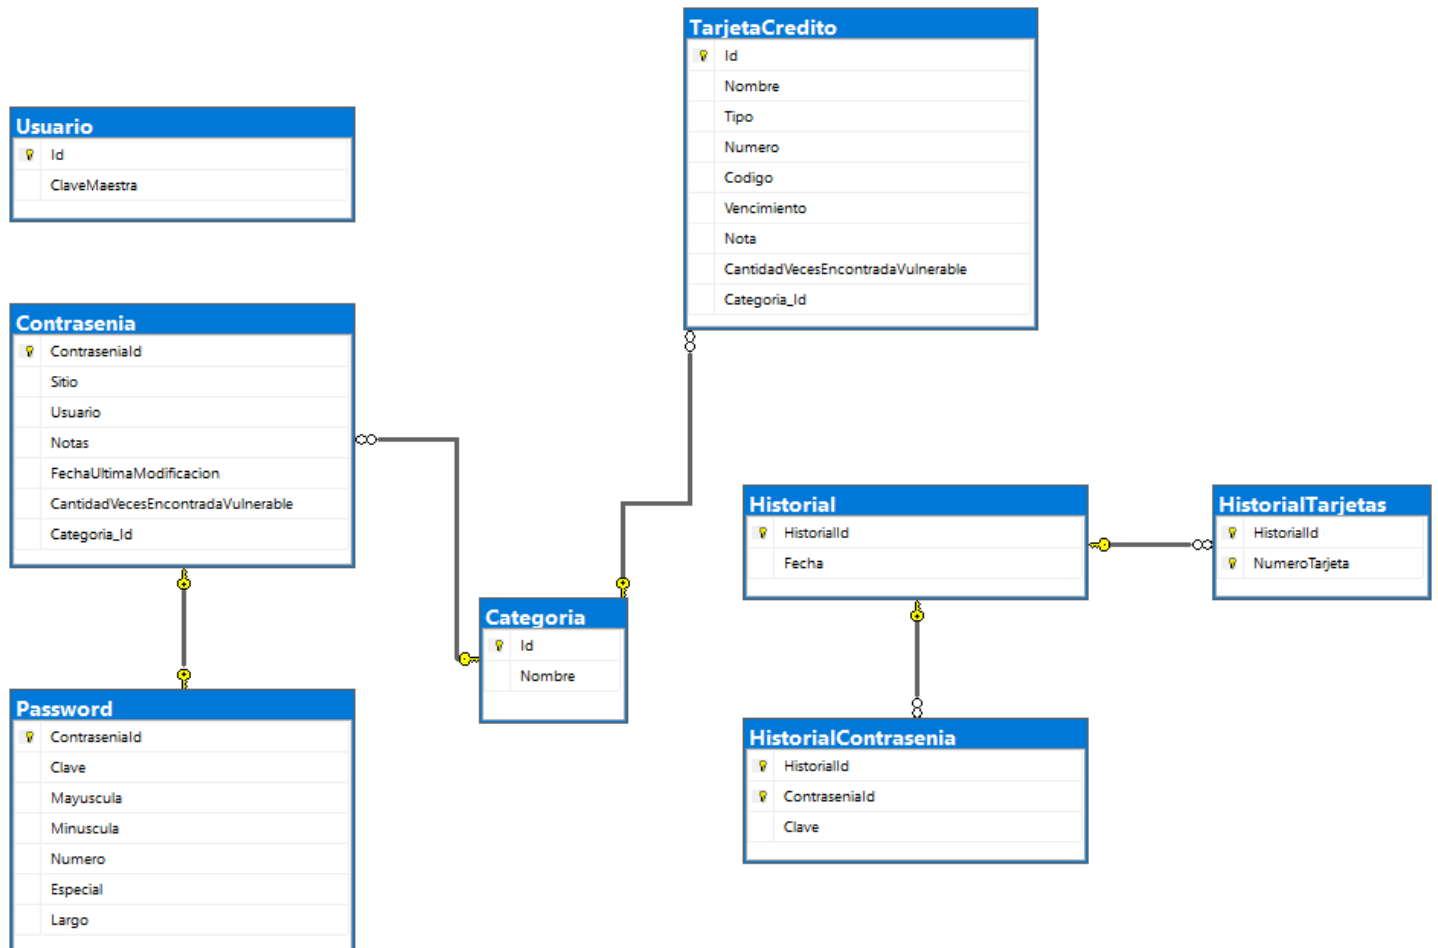 TarjetaCredito
Id
Nombre
Tipo
Numero
Codigo
Vencimiento
Nota
CantidadVecesEncontradaVulnerable
Categoria_Id
Usuario
Id
ClaveMaestra
Contrasenia
ContraseniaId
Sitio
Usuario
Notas
FechaUltimaModificacion
CantidadVecesEncontradaVulnerable
Categoria_Id
Historial
HistorialId
Fecha
HistorialTarjetas
HistorialId
NumeroTarjeta
Categoria
Id
Nombre
Password
ContraseniaId
Clave
Mayuscula
Minuscula
Numero
Especial
Largo
HistorialContrasenia
HistorialId
ContraseniaId
Clave